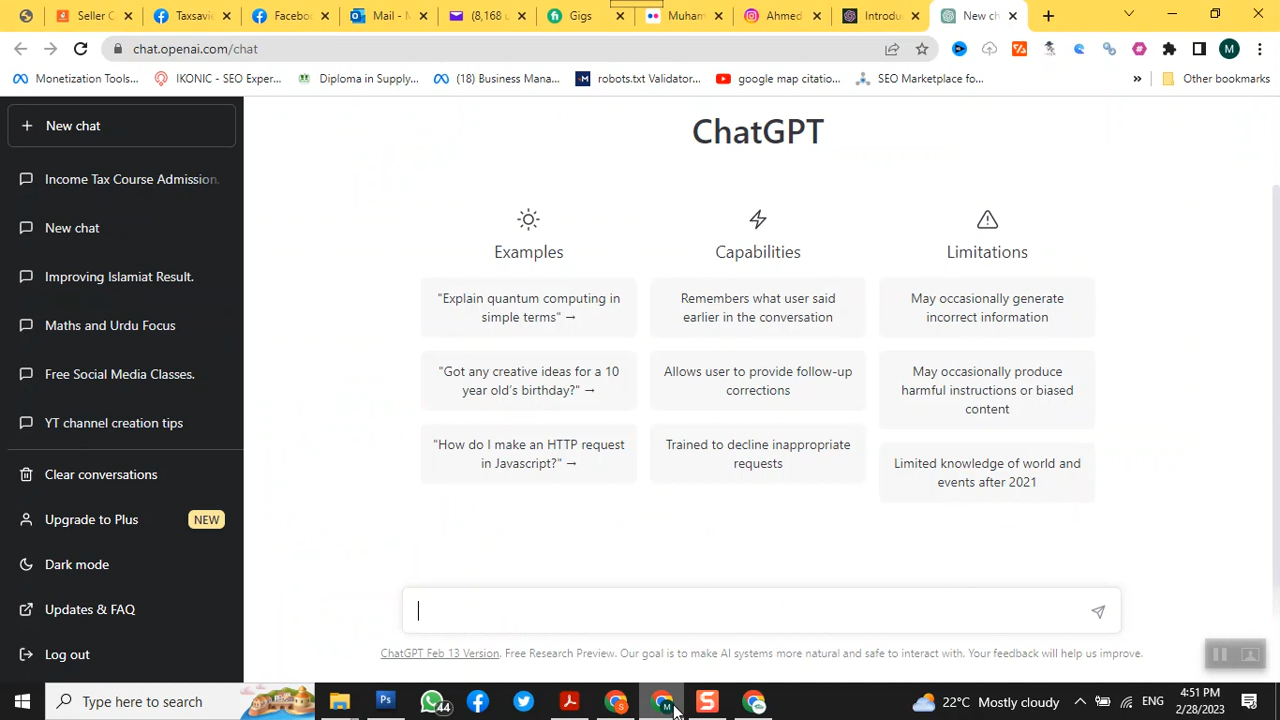 Seller C
Taxsavi
Faceboo
Mail - M
(8,168 u
Gigs
Muham
Ahmed
Introdu
New ch
chat.openai.com/chat
M
Monetization Tools...
IKONIC - SEO Exper...
Diploma in Supply...
(18) Business Mana...
robots.txt Validator...
google map citatio...
SEO Marketplace fo...
»
Other bookmarks
New chat
Income Tax Course Admission.
New chat
Improving Islamiat Result.
Maths and Urdu Focus
Free Social Media Classes.
YT channel creation tips
Clear conversations
Upgrade to Plus
NEW
Dark mode
Updates & FAQ
Log out
ChatGPT
Examples
"Explain quantum computing in
simple terms" →
"Got any creative ideas for a 10
year old's birthday?" →
"How do I make an HTTP request
in Javascript?" →
Capabilities
Remembers what user said
earlier in the conversation
Allows user to provide follow-up
corrections
Trained to decline inappropriate
requests
Limitations
May occasionally generate
incorrect information
May occasionally produce
harmful instructions or biased
content
Limited knowledge of world and
events after 2021
ChatGPT Feb 13 Version. Free Research Preview. Our goal is to make AI systems more natural and safe to interact with. Your feedback will help us improve.
Type here to search
Ps
44
S
M
S
22°C Mostly cloudy
ENG
4:51 PM
2/28/2023